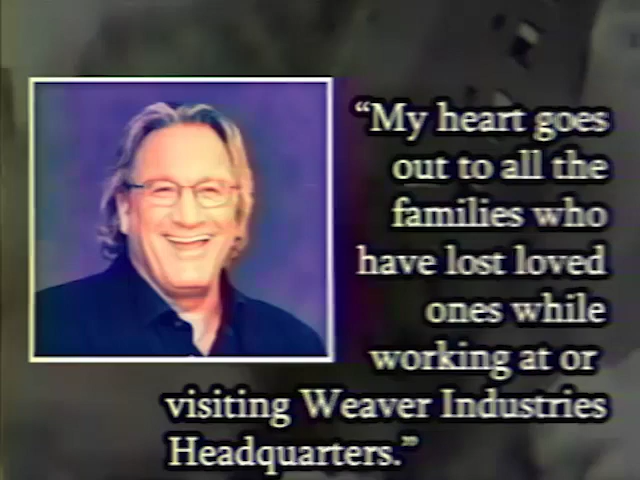 “My heart goes
out to all the
families who
have lost loved
ones while
working at or
visiting Weaver Industries
Headquarters.”